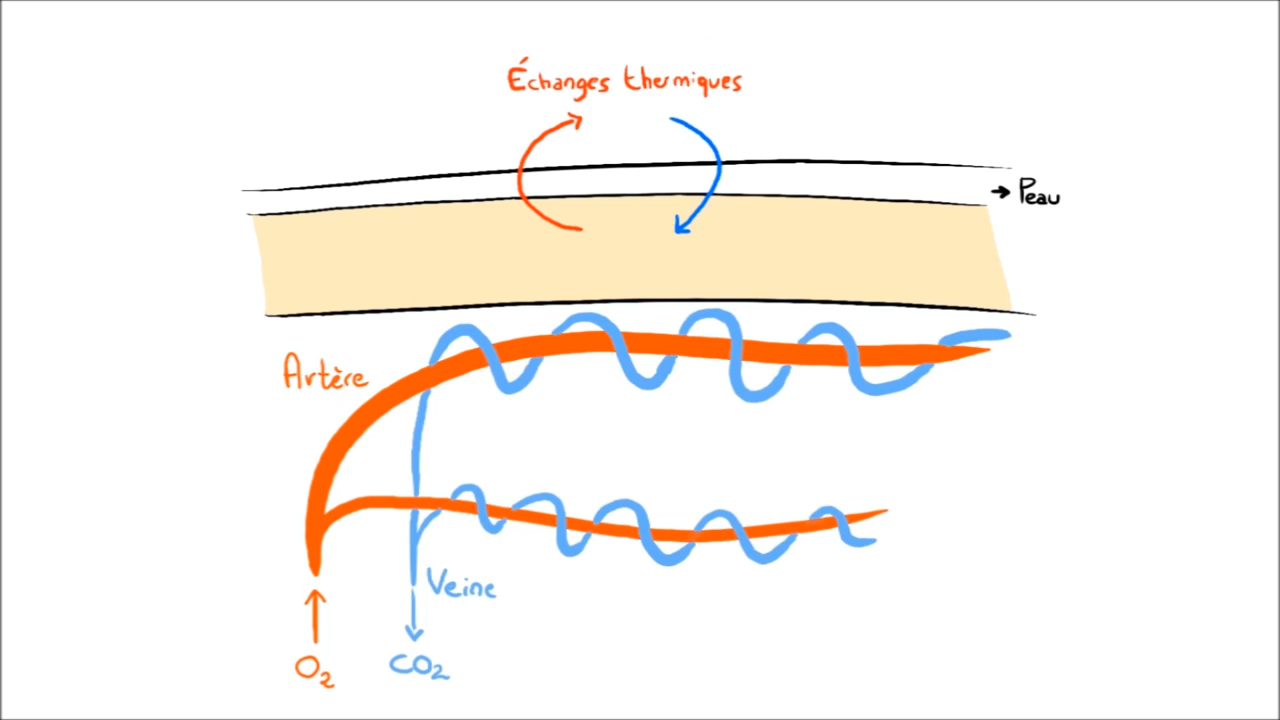 Échanges thermiques
Peau
Artère
Veine
O2
CO2